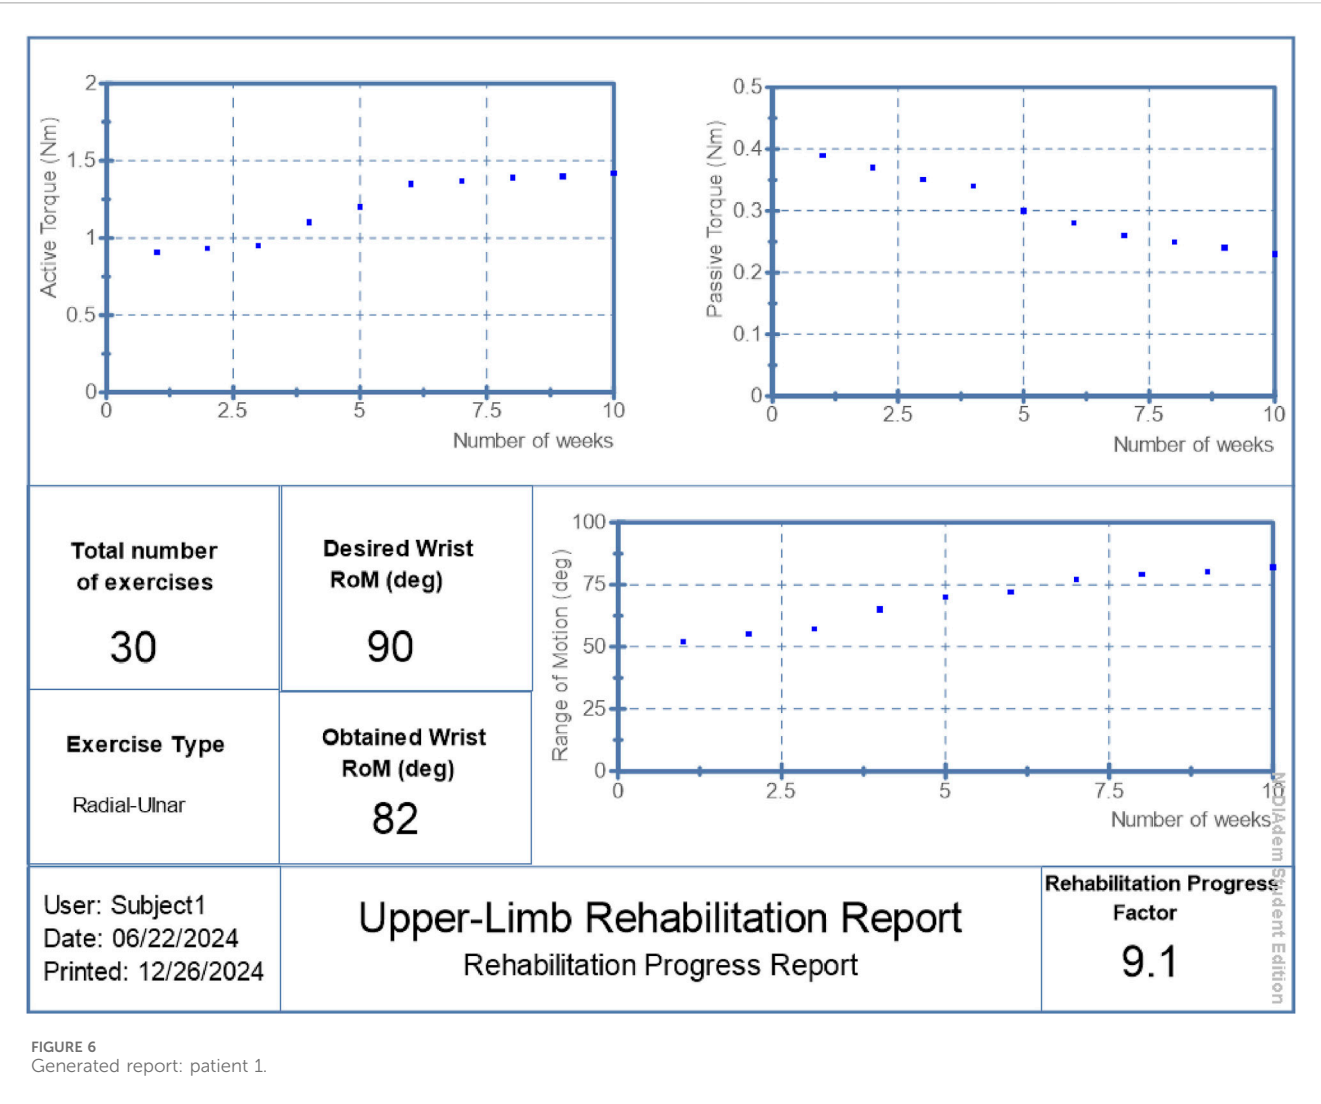 2
1.5
1
0.5
0
Active Torque (Nm)
0 2.5 5 7.5 10
Number of weeks
0.5
0.4
0.3
0.2
0.1
0
Passive Torque (Nm)
0 2.5 5 7.5 10
Number of weeks
Total number
of exercises
30
Desired Wrist
RoM (deg)
90
Exercise Type
Radial-Ulnar
Obtained Wrist
RoM (deg)
82
100
75
50
25
0
Range of Motion (deg)
0 2.5 5 7.5 10
Number of weeks
User: Subject1
Date: 06/22/2024
Printed: 12/26/2024
Upper-Limb Rehabilitation Report
Rehabilitation Progress Report
Rehabilitation Progress
Factor
9.1
NI DIAdem Student Edition
FIGURE 6
Generated report: patient 1.